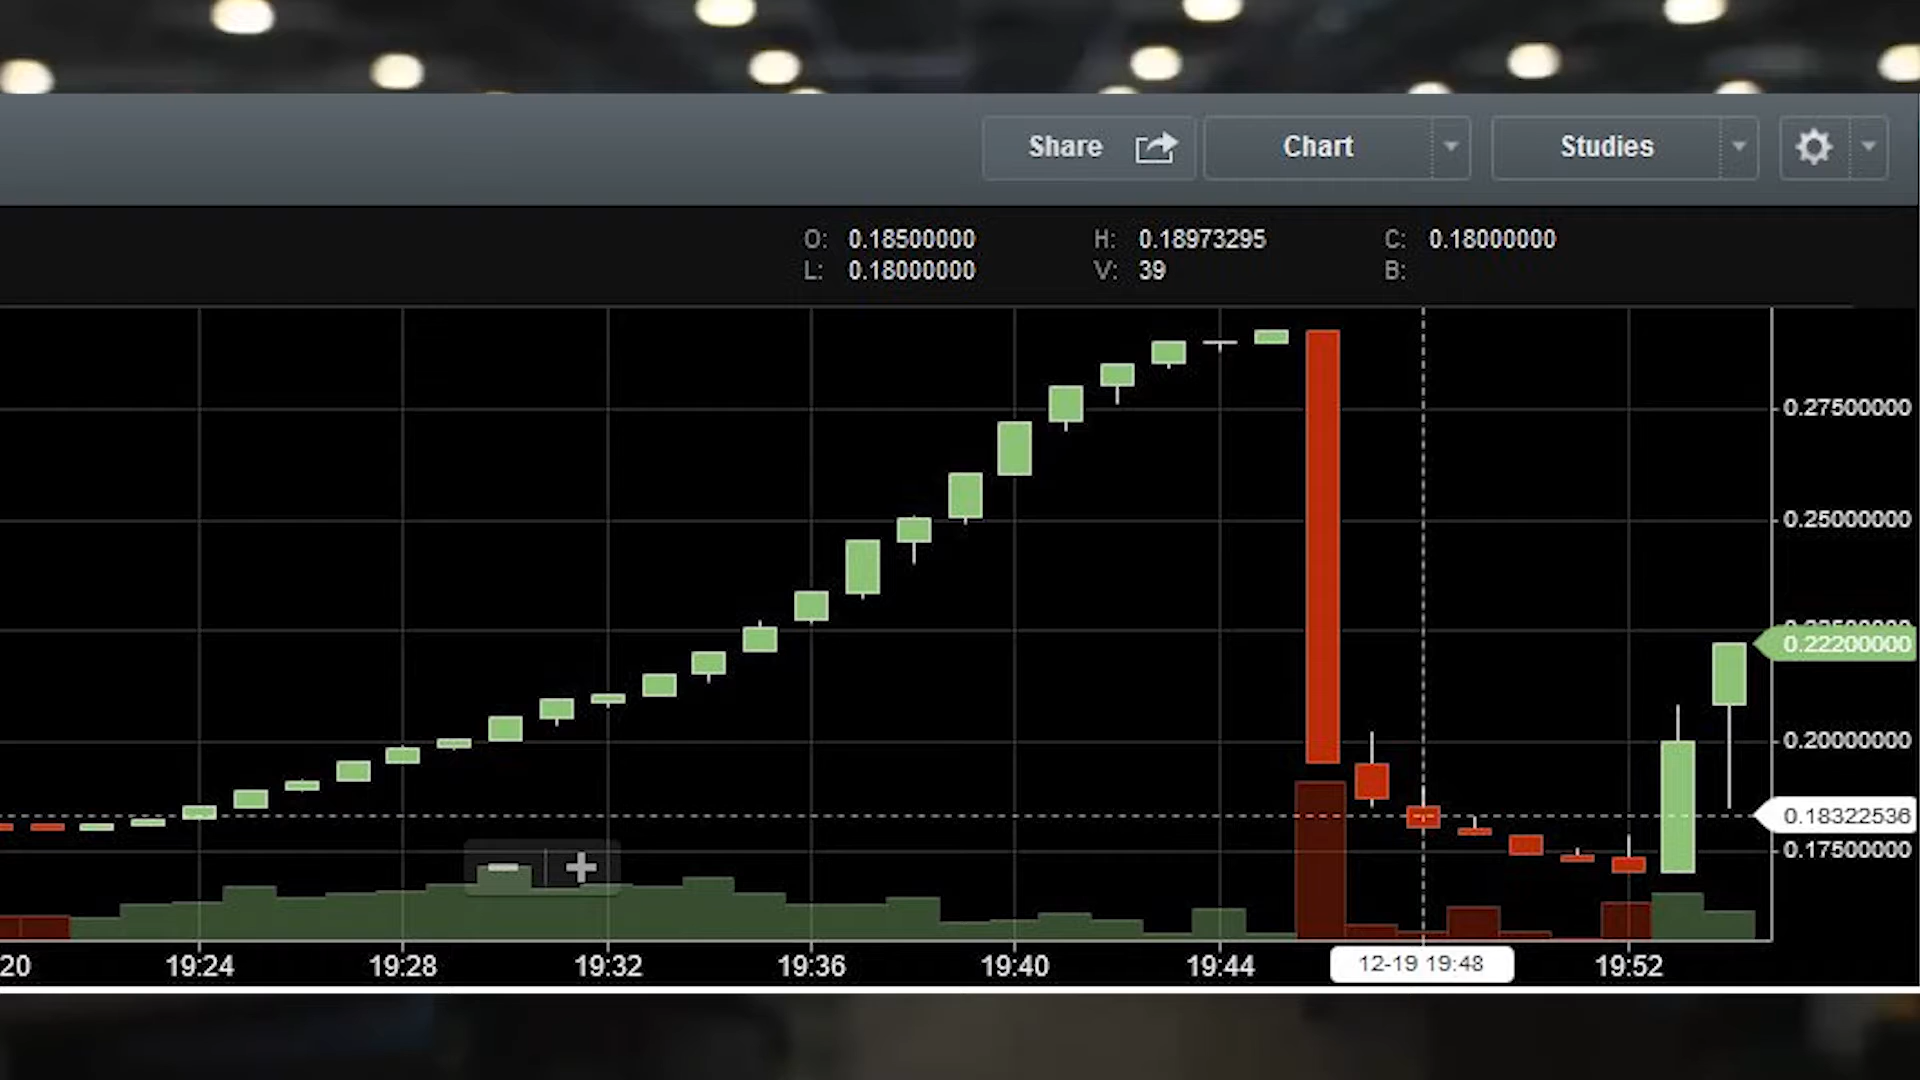 Share Chart Studies
O: 0.18500000 H: 0.18973295 C: 0.18000000
L: 0.18000000 V: 39 B:
0.27500000
0.25000000
0.22200000
0.20000000
0.18322536
0.17500000
20 19:24 19:28 19:32 19:36 19:40 19:44 12-19 19:48 19:52